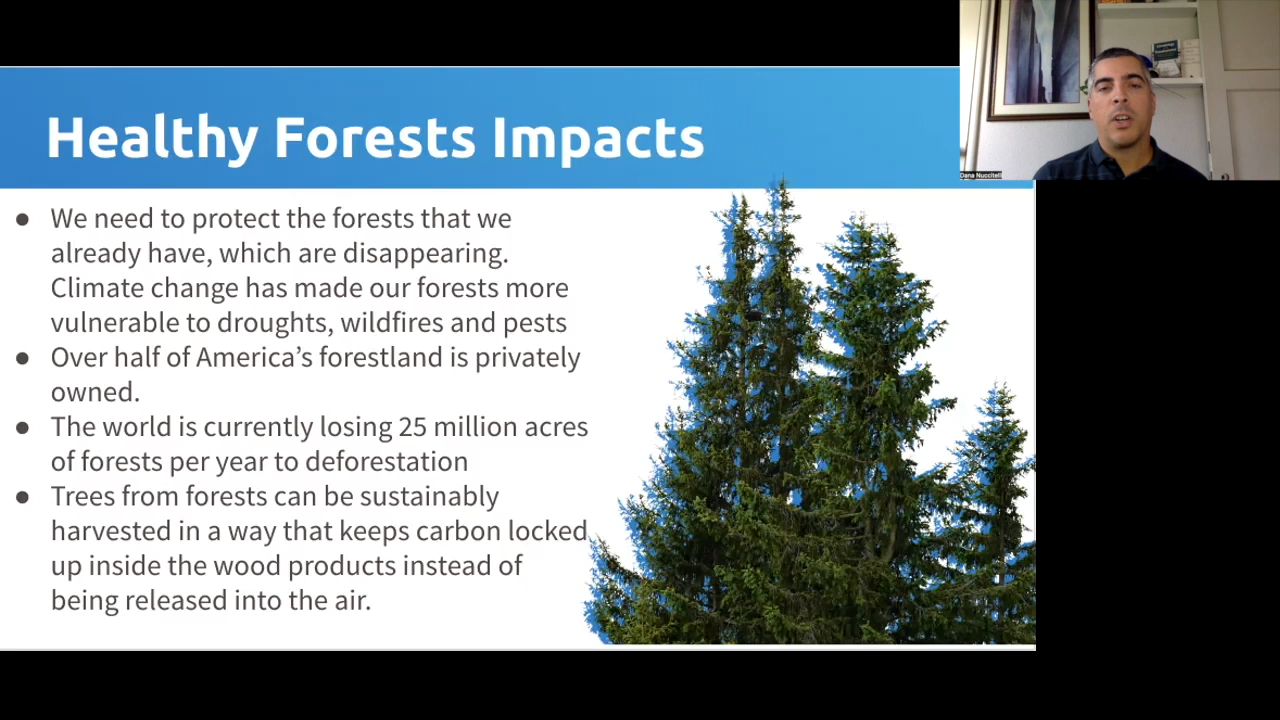 Healthy Forests Impacts
● We need to protect the forests that we
already have, which are disappearing.
Climate change has made our forests more
vulnerable to droughts, wildfires and pests
● Over half of America’s forestland is privately
owned.
● The world is currently losing 25 million acres
of forests per year to deforestation
● Trees from forests can be sustainably
harvested in a way that keeps carbon locked
up inside the wood products instead of
being released into the air.
Dana Nuccitelli